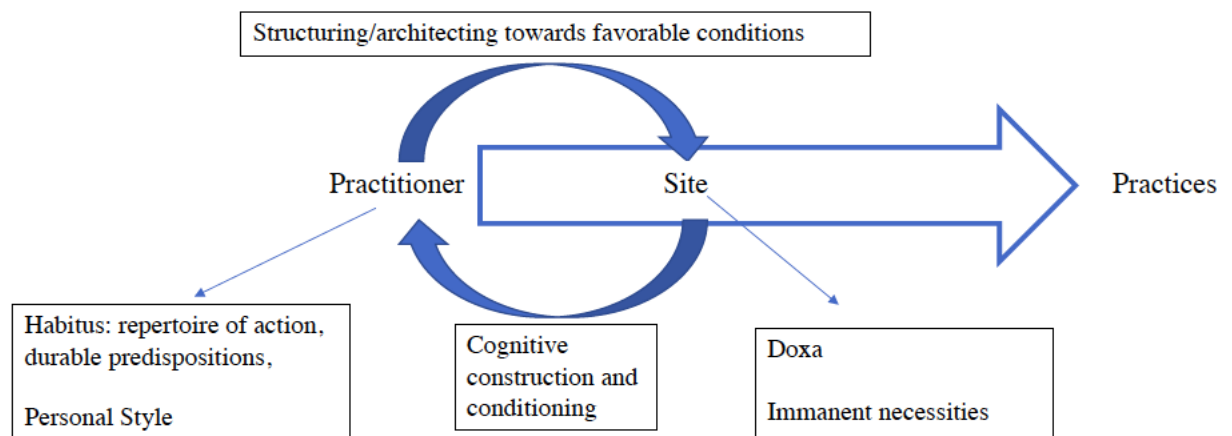 Structuring/architecting towards favorable conditions
Practitioner
Site
Practices
Habitus: repertoire of action,
durable predispositions,
Personal Style
Cognitive
construction and
conditioning
Doxa
Immanent necessities